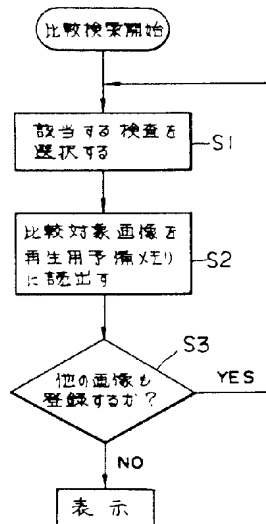 比較検索開始
該当する検査を
選択する
S1
比較対象画像を
再生用予備メモリ
に読出す
S2
S3
他の画像も
登録するか?
YES
NO
表示